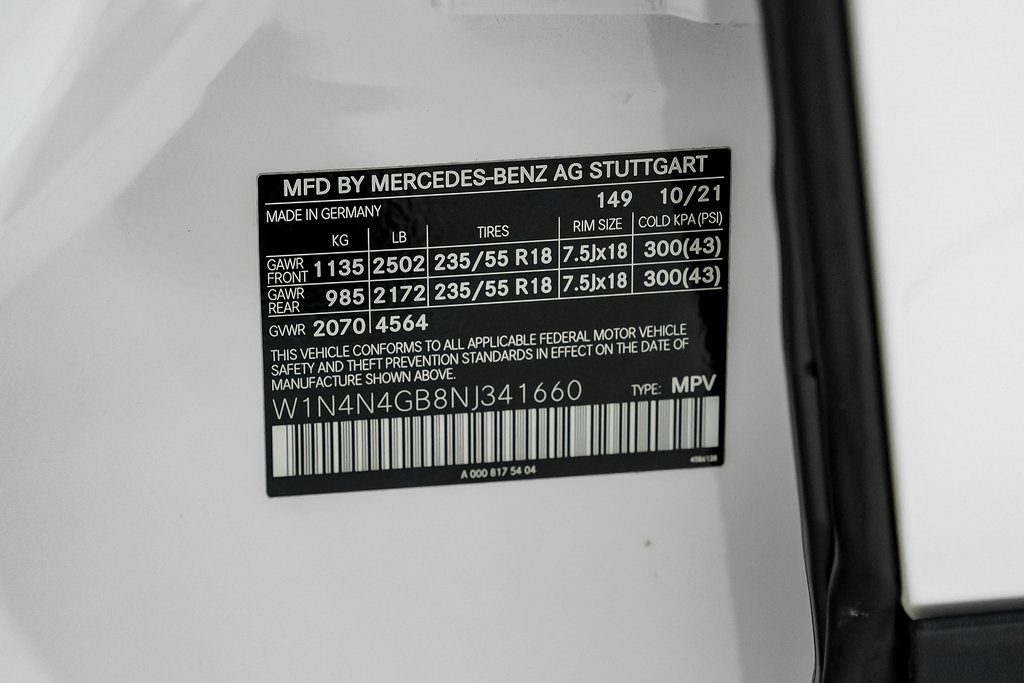 MFD BY MERCEDES-BENZ AG STUTTGART
MADE IN GERMANY 149 10/21
KG LB TIRES RIM SIZE COLD KPA (PSI)
GAWR FRONT 1135 2502 235/55 R18 7.5Jx18 300(43)
GAWR REAR 985 2172 235/55 R18 7.5Jx18 300(43)
GVWR 2070 4564
THIS VEHICLE CONFORMS TO ALL APPLICABLE FEDERAL MOTOR VEHICLE
SAFETY AND THEFT PREVENTION STANDARDS IN EFFECT ON THE DATE OF
MANUFACTURE SHOWN ABOVE.
W1N4N4GB8NJ341660 TYPE: MPV
A 000 817 54 04